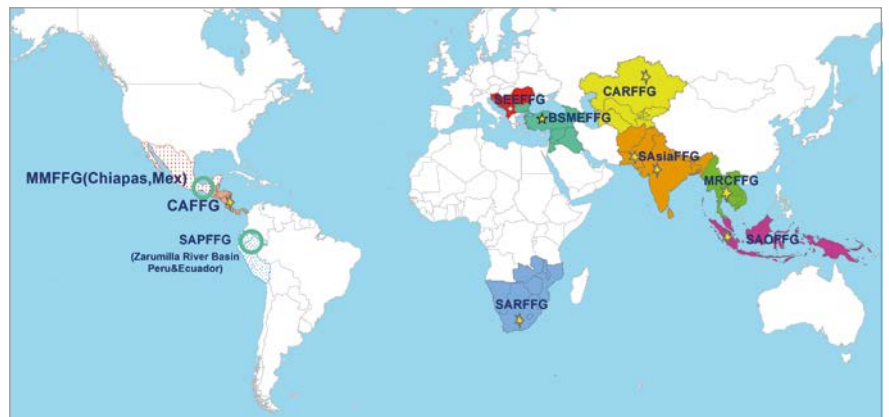 SEEFFG
CARFFG
BSMEFFG
SAsiaFFG
MMFFG(Chiapas,Mex)
MRCFFG
CAFFG
SAPFFG
(Zarumilla River Basin
Peru&Ecuador)
SAOFFG
SARFFG